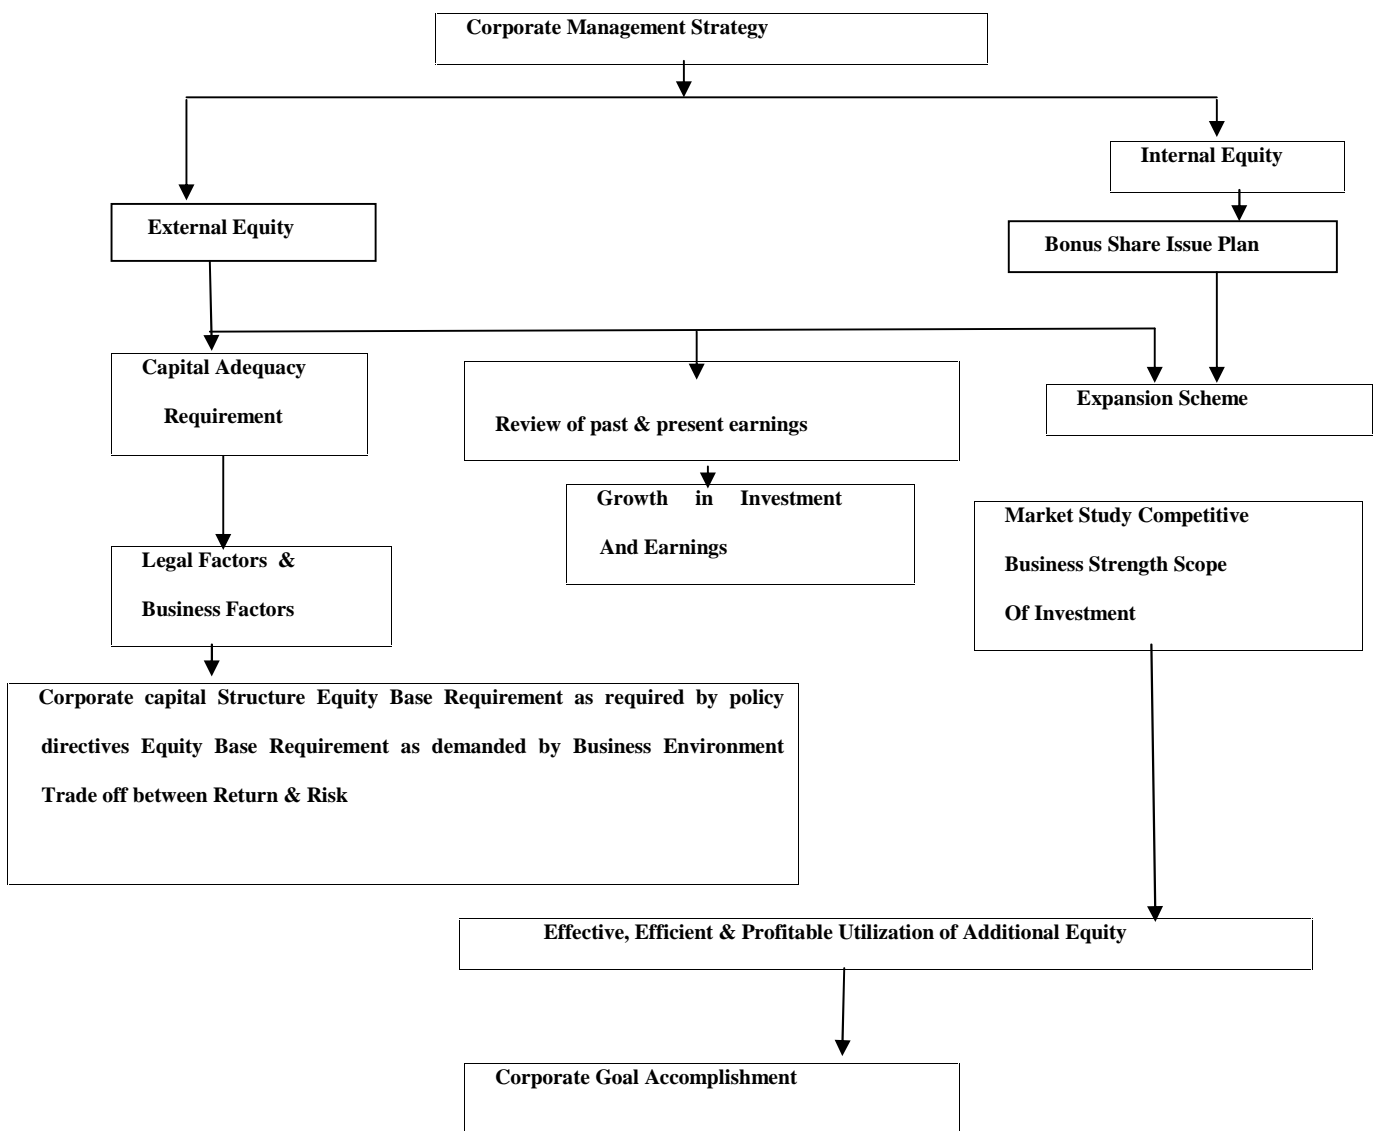 Corporate Management Strategy
Internal Equity
External Equity
Bonus Share Issue Plan
Capital Adequacy
Requirement
Review of past & present earnings
Expansion Scheme
Growth in Investment
And Earnings
Market Study Competitive
Business Strength Scope
Of Investment
Legal Factors &
Business Factors
Corporate capital Structure Equity Base Requirement as required by policy
directives Equity Base Requirement as demanded by Business Environment
Trade off between Return & Risk
Effective, Efficient & Profitable Utilization of Additional Equity
Corporate Goal Accomplishment